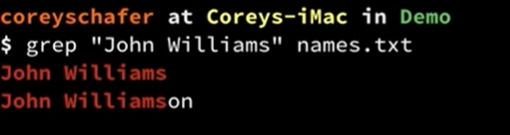 coreyschafer at Coreys-iMac in Demo
$ grep "John Williams" names.txt
John Williams
John Williamson